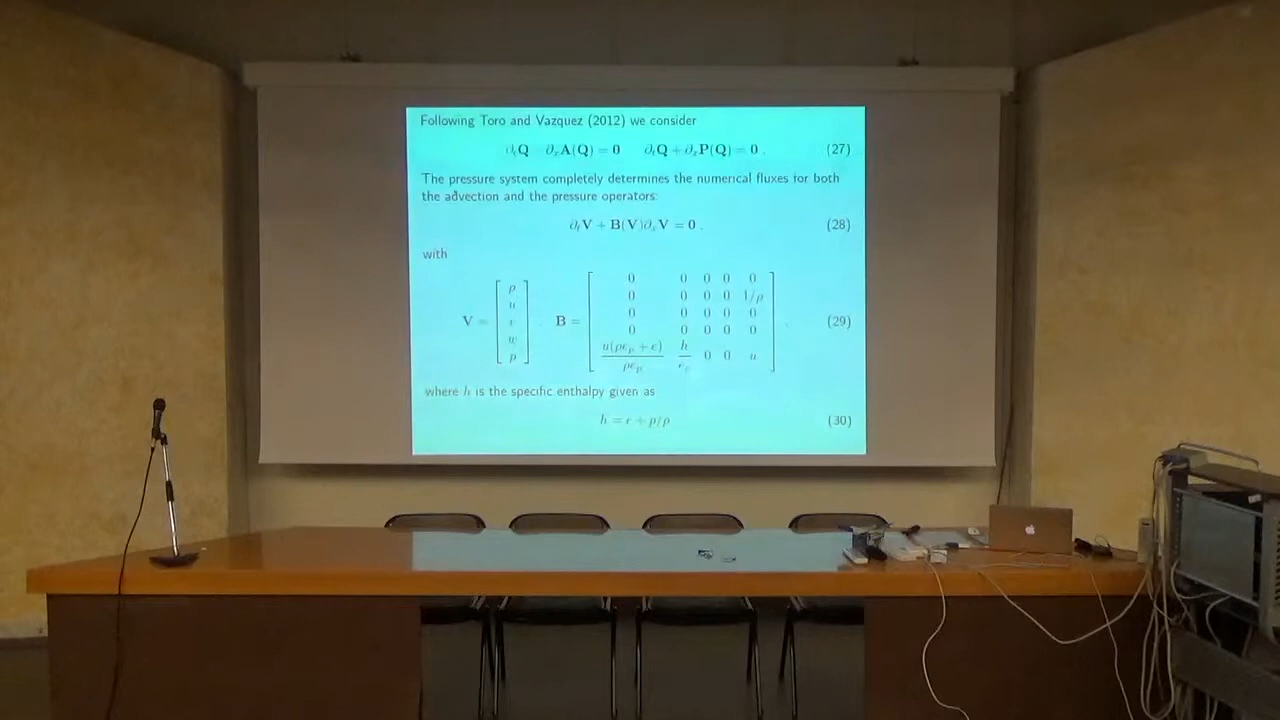 Following Toro and Vazquez (2012) we consider
∂ₜQ + ∂ₓA(Q) = 0   ∂ₜQ + ∂ₓP(Q) = 0 .   (27)
The pressure system completely determines the numerical fluxes for both
the advection and the pressure operators:
∂ₜV + B(V)∂ₓV = 0 .   (28)
with
V = [ρ u v w p] , B = [0 0 0 0 0
0 0 0 0 1/ρ
0 0 0 0 0
0 0 0 0 0
u(ρeρ + e)/(ρeₚ) h/eₚ 0 0 u] .   (29)
where h is the specific enthalpy given as
h = e + p/ρ   (30)